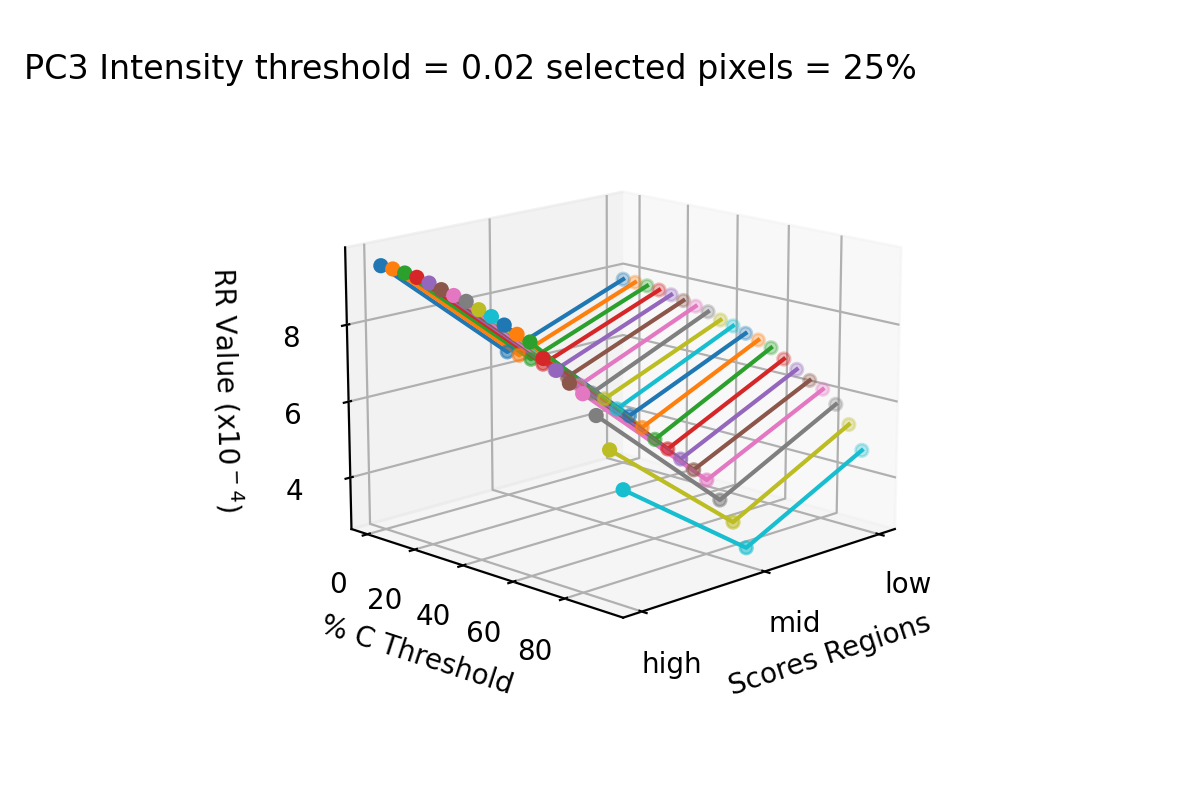 PC3 Intensity threshold = 0.02 selected pixels = 25%
RR Value (x10⁻⁴)
8
6
4
0
20
40
60
80
% C Threshold
high
mid
low
Scores Regions